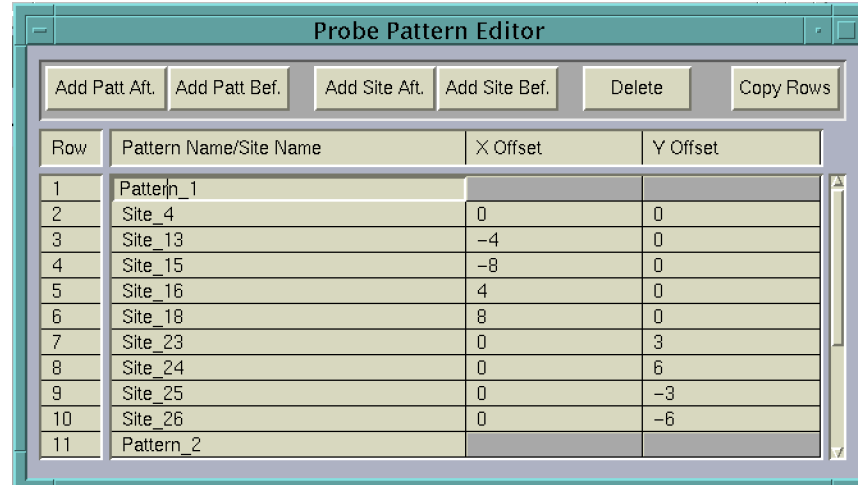 Probe Pattern Editor
Add Patt Aft. Add Patt Bef. Add Site Aft. Add Site Bef. Delete Copy Rows
Row Pattern Name/Site Name X Offset Y Offset
1 Pattern_1
2 Site_4 0 0
3 Site_13 -4 0
4 Site_15 -8 0
5 Site_16 4 0
6 Site_18 8 0
7 Site_23 0 3
8 Site_24 0 6
9 Site_25 0 -3
10 Site_26 0 -6
11 Pattern_2